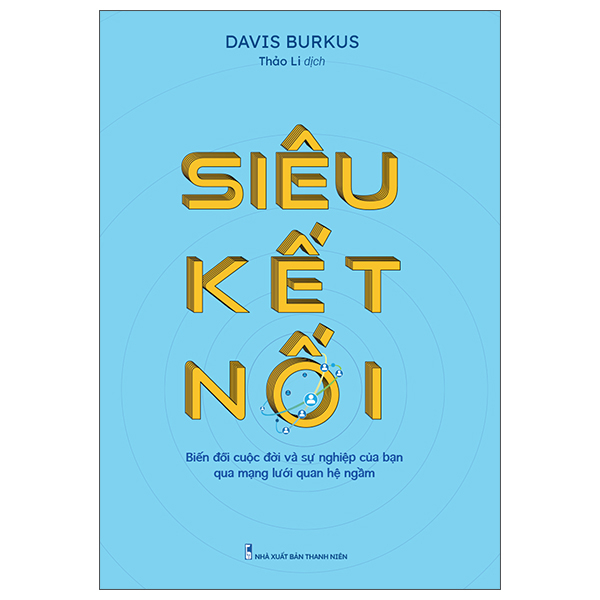 DAVIS BURKUS
Thảo Li dịch
SIÊU
KẾT
NỐI
Biến đổi cuộc đời và sự nghiệp của bạn
qua mạng lưới quan hệ ngầm
NHÀ XUẤT BẢN THANH NIÊN